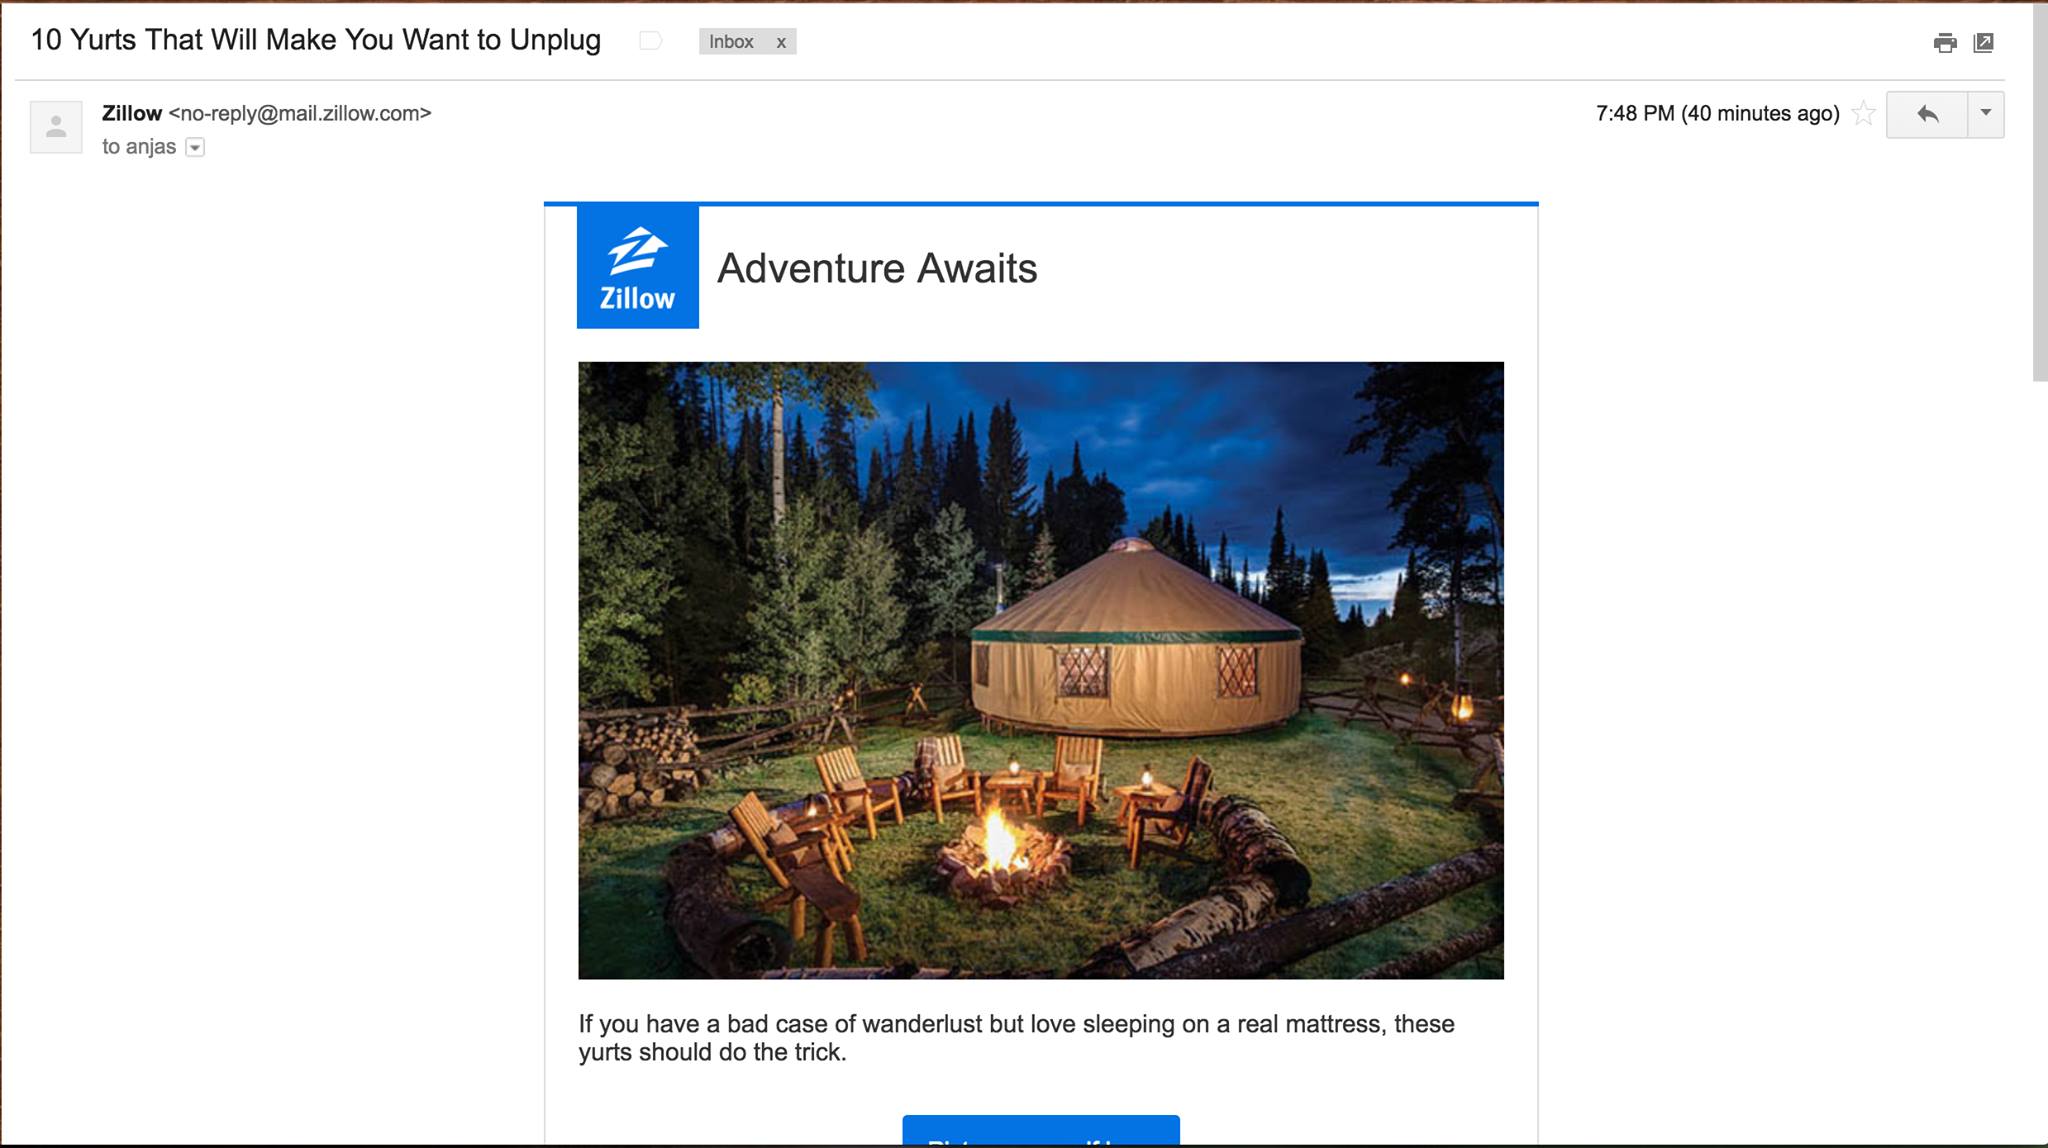 10 Yurts That Will Make You Want to Unplug
Inbox x
Zillow <no-reply@mail.zillow.com>
7:48 PM (40 minutes ago)
to anjas
Zillow
Adventure Awaits
If you have a bad case of wanderlust but love sleeping on a real mattress, these
yurts should do the trick.